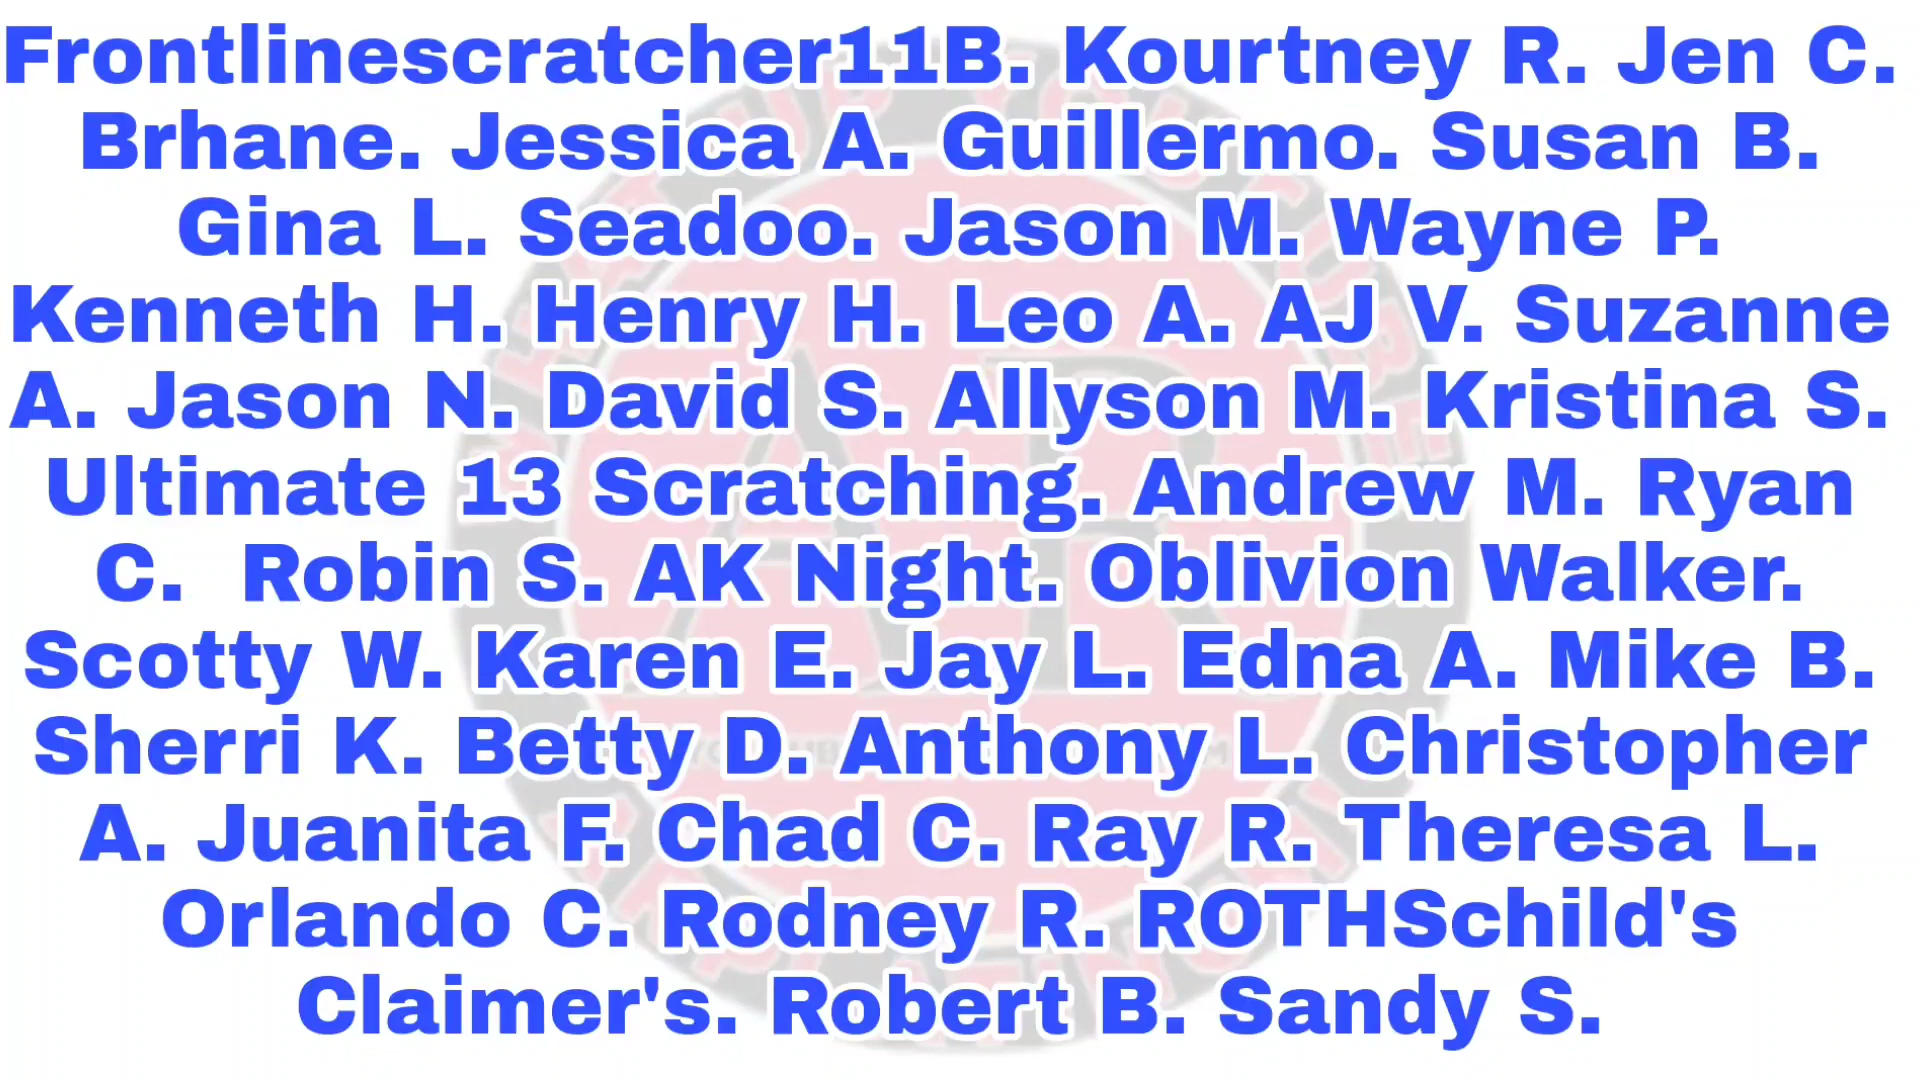 Frontlinescratcher11B. Kourtney R. Jen C.
Brhane. Jessica A. Guillermo. Susan B.
Gina L. Seadoo. Jason M. Wayne P.
Kenneth H. Henry H. Leo A. AJ V. Suzanne
A. Jason N. David S. Allyson M. Kristina S.
Ultimate 13 Scratching. Andrew M. Ryan
C.  Robin S. AK Night. Oblivion Walker.
Scotty W. Karen E. Jay L. Edna A. Mike B.
Sherri K. Betty D. Anthony L. Christopher
A. Juanita F. Chad C. Ray R. Theresa L.
Orlando C. Rodney R. ROTHSchild's
Claimer's. Robert B. Sandy S.
AR